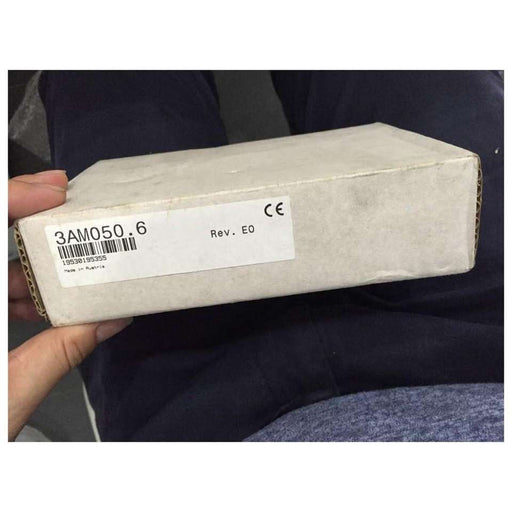 CE
3AM050.6
Rev. E0
19530195355
Made in Austria